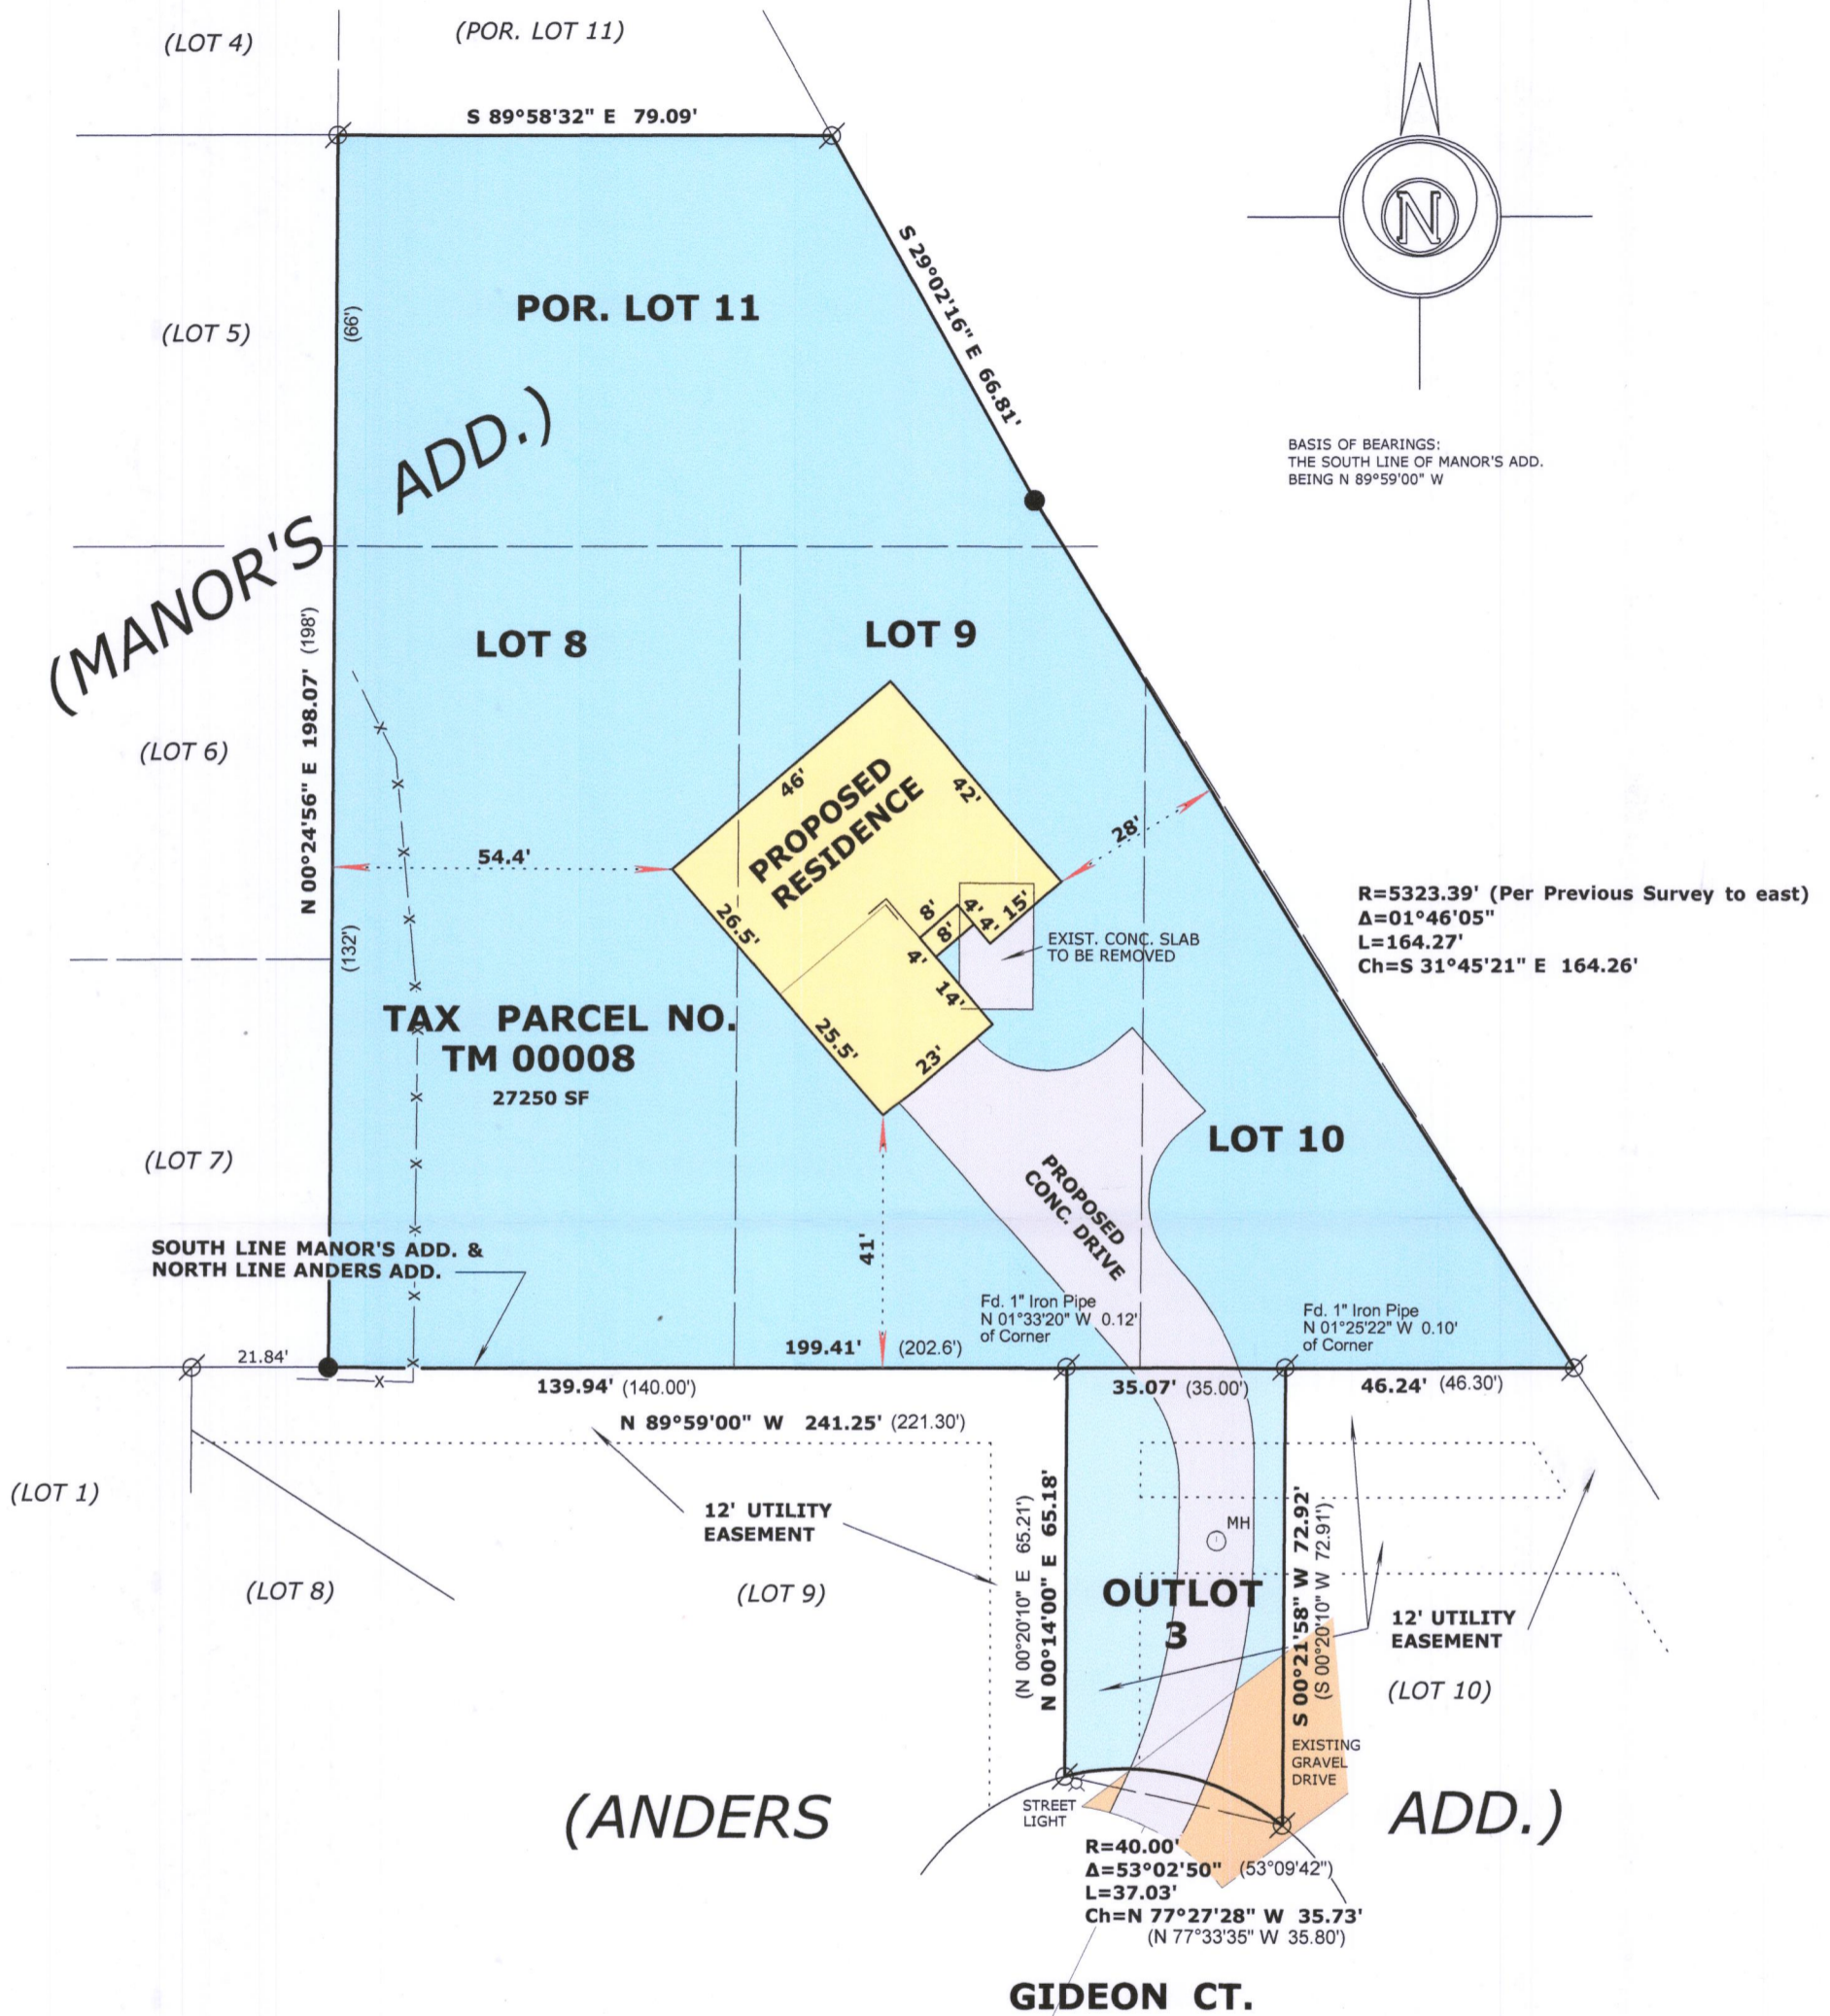 (LOT 4)
(POR. LOT 11)
S 89°58'32" E 79.09'
N
S 29°02'16" E 66.81'
(66')
POR. LOT 11
(LOT 5)
BASIS OF BEARINGS:
THE SOUTH LINE OF MANOR'S ADD.
BEING N 89°59'00" W
(MANOR'S ADD.)
LOT 8
LOT 9
N 00°24'56" E 198.07' (198')
(LOT 6)
46'
42'
PROPOSED
RESIDENCE
28'
54.4'
26.5'
8'
8'
4'
4'
15'
4'
14'
EXIST. CONC. SLAB
TO BE REMOVED
R=5323.39' (Per Previous Survey to east)
Δ=01°46'05"
L=164.27'
Ch=S 31°45'21" E 164.26'
(132')
TAX PARCEL NO.
TM 00008
27250 SF
25.5'
23'
LOT 10
(LOT 7)
PROPOSED
CONC. DRIVE
41'
SOUTH LINE MANOR'S ADD. &
NORTH LINE ANDERS ADD.
Fd. 1" Iron Pipe
N 01°33'20" W 0.12'
of Corner
Fd. 1" Iron Pipe
N 01°25'22" W 0.10'
of Corner
21.84'
199.41' (202.6')
139.94' (140.00')
35.07' (35.00')
46.24' (46.30')
N 89°59'00" W 241.25' (221.30')
(LOT 1)
12' UTILITY
EASEMENT
(N 00°20'10" E 65.21')
N 00°14'00" E 65.18'
MH
S 00°21'58" W 72.92'
(S 00°20'10" W 72.91')
(LOT 8)
(LOT 9)
OUTLOT
3
12' UTILITY
EASEMENT
(LOT 10)
EXISTING
GRAVEL
DRIVE
STREET
LIGHT
(ANDERS ADD.)
R=40.00'
Δ=53°02'50" (53°09'42")
L=37.03'
Ch=N 77°27'28" W 35.73'
(N 77°33'35" W 35.80')
GIDEON CT.